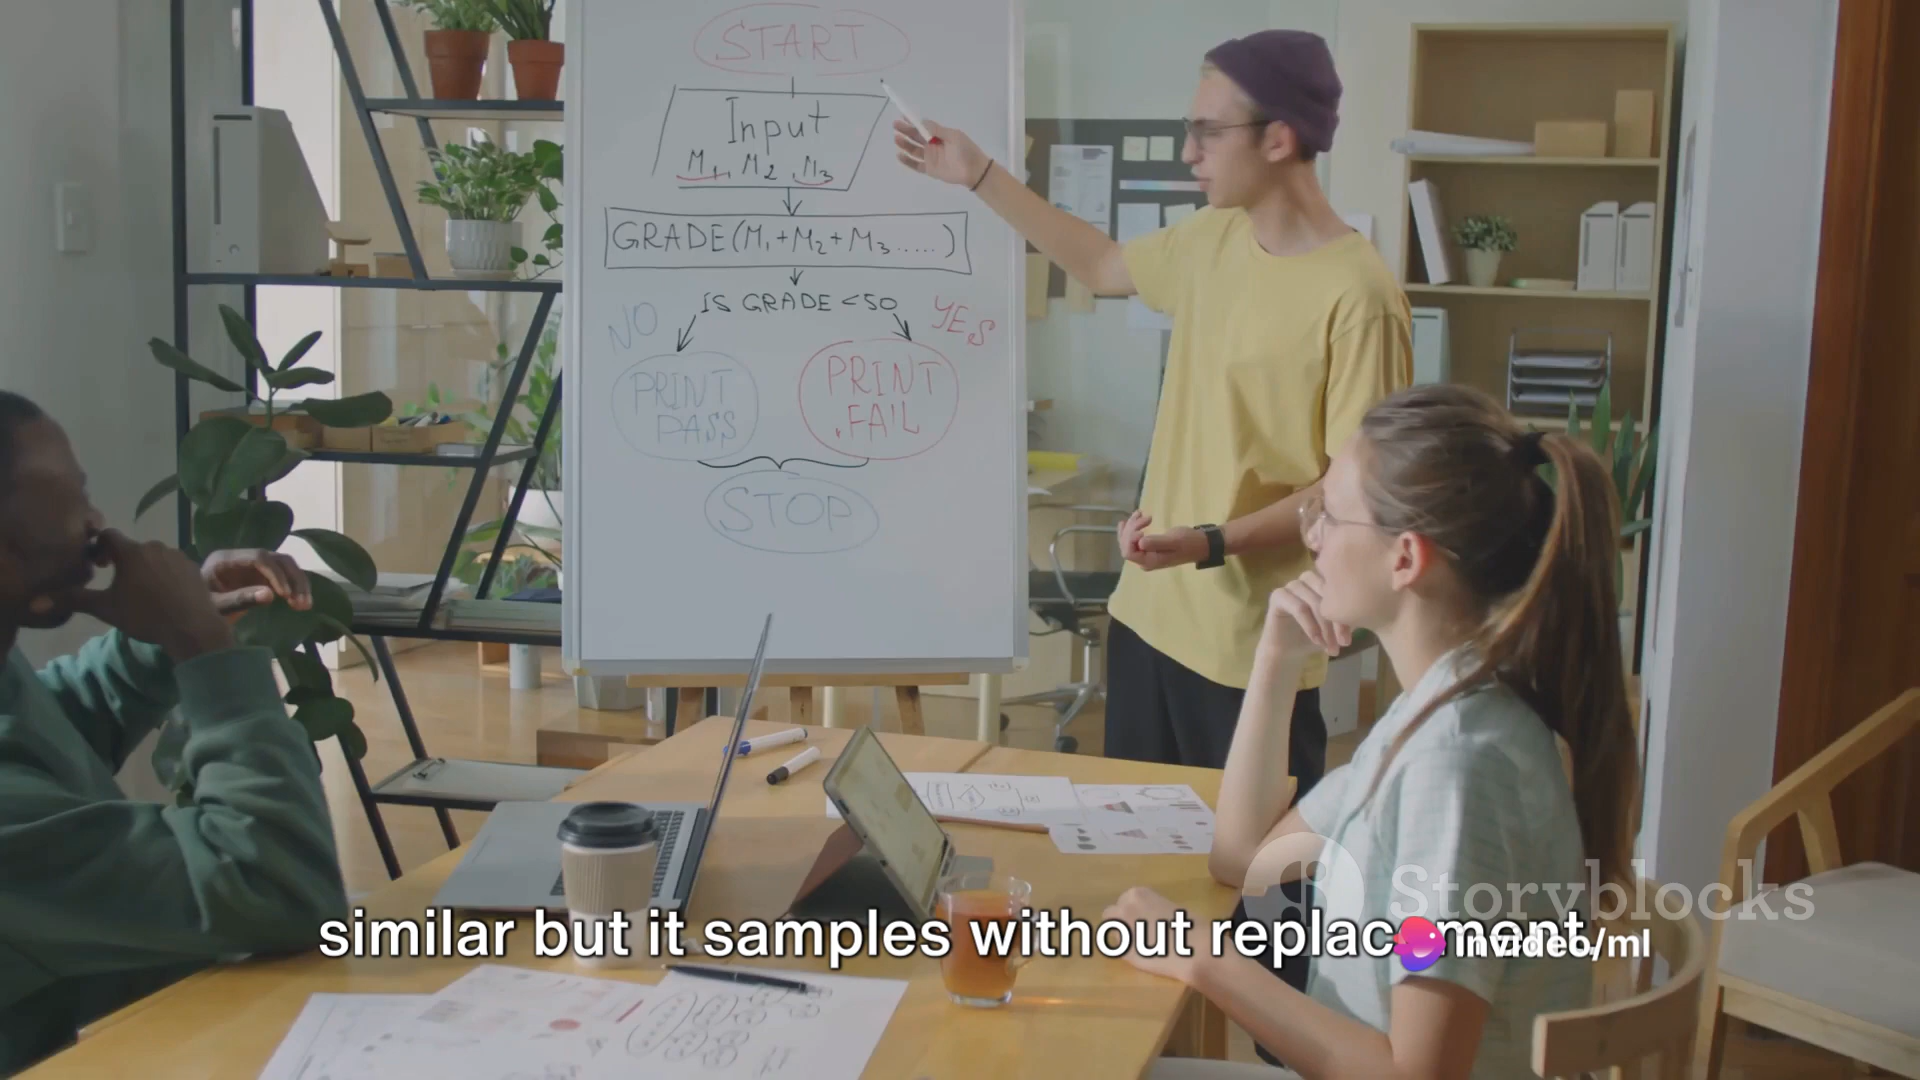 START
Input
M1, M2, M3
GRADE(M1+M2+M3.....)
IS GRADE <50
NO
YES
PRINT
PASS
PRINT
.FAIL
STOP
Storyblocks
similar but it samples without replacement.
invideo/ml